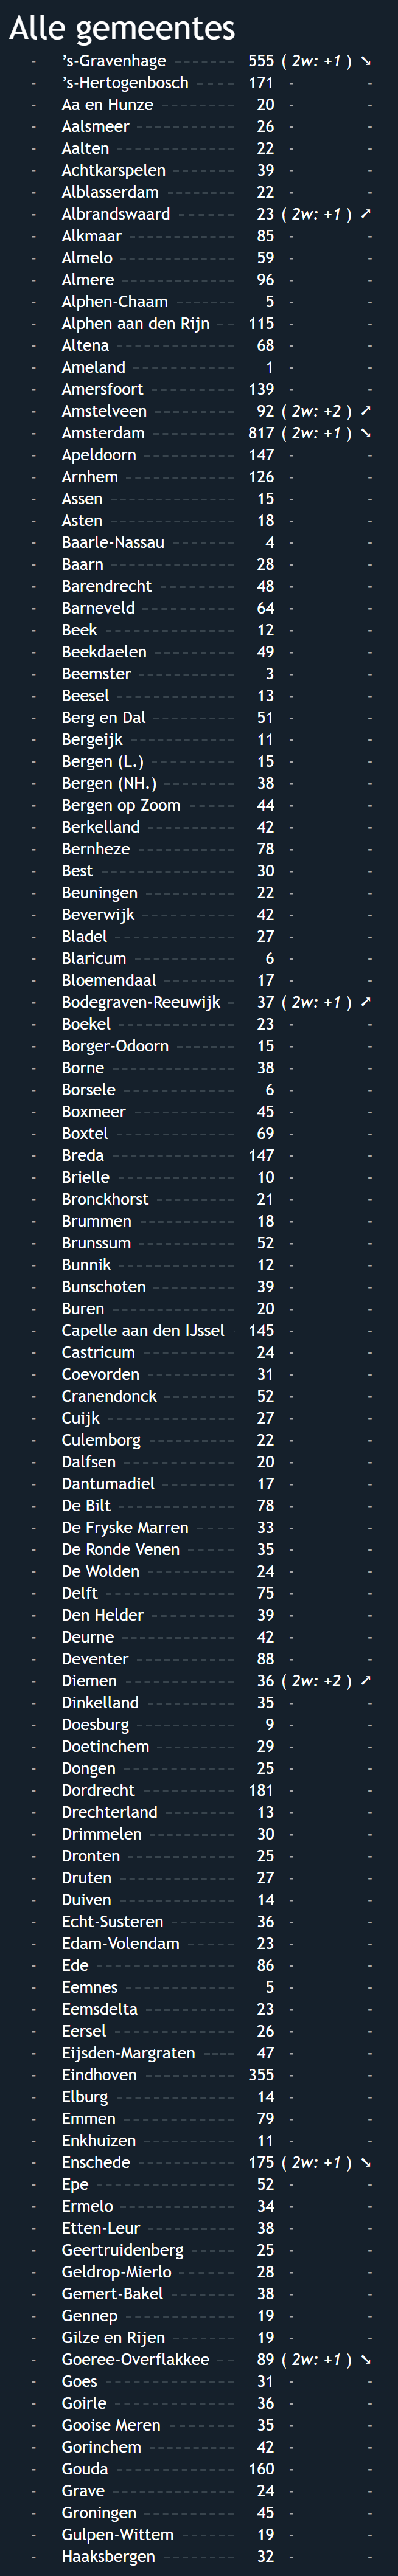 Alle gemeentes
- ’s-Gravenhage 555 ( 2w: +1 ) ➘
- ’s-Hertogenbosch 171 - -
- Aa en Hunze 20 - -
- Aalsmeer 26 - -
- Aalten 22 - -
- Achtkarspelen 39 - -
- Alblasserdam 22 - -
- Albrandswaard 23 ( 2w: +1 ) ➚
- Alkmaar 85 - -
- Almelo 59 - -
- Almere 96 - -
- Alphen-Chaam 5 - -
- Alphen aan den Rijn 115 - -
- Altena 68 - -
- Ameland 1 - -
- Amersfoort 139 - -
- Amstelveen 92 ( 2w: +2 ) ➚
- Amsterdam 817 ( 2w: +1 ) ➘
- Apeldoorn 147 - -
- Arnhem 126 - -
- Assen 15 - -
- Asten 18 - -
- Baarle-Nassau 4 - -
- Baarn 28 - -
- Barendrecht 48 - -
- Barneveld 64 - -
- Beek 12 - -
- Beekdaelen 49 - -
- Beemster 3 - -
- Beesel 13 - -
- Berg en Dal 51 - -
- Bergeijk 11 - -
- Bergen (L.) 15 - -
- Bergen (NH.) 38 - -
- Bergen op Zoom 44 - -
- Berkelland 42 - -
- Bernheze 78 - -
- Best 30 - -
- Beuningen 22 - -
- Beverwijk 42 - -
- Bladel 27 - -
- Blaricum 6 - -
- Bloemendaal 17 - -
- Bodegraven-Reeuwijk 37 ( 2w: +1 ) ➚
- Boekel 23 - -
- Borger-Odoorn 15 - -
- Borne 38 - -
- Borsele 6 - -
- Boxmeer 45 - -
- Boxtel 69 - -
- Breda 147 - -
- Brielle 10 - -
- Bronckhorst 21 - -
- Brummen 18 - -
- Brunssum 52 - -
- Bunnik 12 - -
- Bunschoten 39 - -
- Buren 20 - -
- Capelle aan den IJssel 145 - -
- Castricum 24 - -
- Coevorden 31 - -
- Cranendonck 52 - -
- Cuijk 27 - -
- Culemborg 22 - -
- Dalfsen 20 - -
- Dantumadiel 17 - -
- De Bilt 78 - -
- De Fryske Marren 33 - -
- De Ronde Venen 35 - -
- De Wolden 24 - -
- Delft 75 - -
- Den Helder 39 - -
- Deurne 42 - -
- Deventer 88 - -
- Diemen 36 ( 2w: +2 ) ➚
- Dinkelland 35 - -
- Doesburg 9 - -
- Doetinchem 29 - -
- Dongen 25 - -
- Dordrecht 181 - -
- Drechterland 13 - -
- Drimmelen 30 - -
- Dronten 25 - -
- Druten 27 - -
- Duiven 14 - -
- Echt-Susteren 36 - -
- Edam-Volendam 23 - -
- Ede 86 - -
- Eemnes 5 - -
- Eemsdelta 23 - -
- Eersel 26 - -
- Eijsden-Margraten 47 - -
- Eindhoven 355 - -
- Elburg 14 - -
- Emmen 79 - -
- Enkhuizen 11 - -
- Enschede 175 ( 2w: +1 ) ➘
- Epe 52 - -
- Ermelo 34 - -
- Etten-Leur 38 - -
- Geertruidenberg 25 - -
- Geldrop-Mierlo 28 - -
- Gemert-Bakel 38 - -
- Gennep 19 - -
- Gilze en Rijen 19 - -
- Goeree-Overflakkee 89 ( 2w: +1 ) ➘
- Goes 31 - -
- Goirle 36 - -
- Gooise Meren 35 - -
- Gorinchem 42 - -
- Gouda 160 - -
- Grave 24 - -
- Groningen 45 - -
- Gulpen-Wittem 19 - -
- Haaksbergen 32 - -